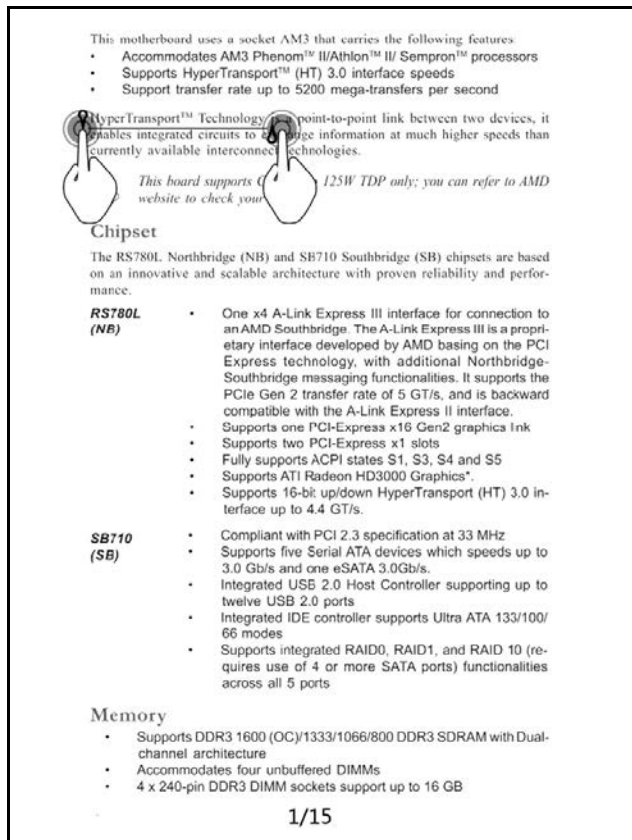 This motherboard uses a socket AM3 that carries the following features
• Accommodates AM3 Phenom™ II/Athlon™ II/ Sempron™ processors
• Supports HyperTransport™ (HT) 3.0 interface speeds
• Support transfer rate up to 5200 mega-transfers per second
HyperTransport™ Technology is a point-to-point link between two devices, it
enables integrated circuits to information at much higher speeds than
currently available interconnect technologies.
This board supports 125W TDP only; you can refer to AMD
website to check your
Chipset
The RS780L Northbridge (NB) and SB710 Southbridge (SB) chipsets are based
on an innovative and scalable architecture with proven reliability and perfor-
mance.
RS780L
(NB)
• One x4 A-Link Express III interface for connection to
an AMD Southbridge. The A-Link Express III is a propri-
etary interface developed by AMD basing on the PCI
Express technology, with additional Northbridge-
Southbridge messaging functionalities. It supports the
PCIe Gen 2 transfer rate of 5 GT/s, and is backward
compatible with the A-Link Express II interface.
• Supports one PCI-Express x16 Gen2 graphics link
• Supports two PCI-Express x1 slots
• Fully supports ACPI states S1, S3, S4 and S5
• Supports ATI Radeon HD3000 Graphics*.
• Supports 16-bit up/down HyperTransport (HT) 3.0 in-
terface up to 4.4 GT/s.
SB710
(SB)
• Compliant with PCI 2.3 specification at 33 MHz
• Supports five Serial ATA devices which speeds up to
3.0 Gb/s and one eSATA 3.0Gb/s.
• Integrated USB 2.0 Host Controller supporting up to
twelve USB 2.0 ports
• Integrated IDE controller supports Ultra ATA 133/100/
66 modes
• Supports integrated RAID0, RAID1, and RAID 10 (re-
quires use of 4 or more SATA ports) functionalities
across all 5 ports
Memory
• Supports DDR3 1600 (OC)/1333/1066/800 DDR3 SDRAM with Dual-
channel architecture
• Accommodates four unbuffered DIMMs
• 4 x 240-pin DDR3 DIMM sockets support up to 16 GB
1/15